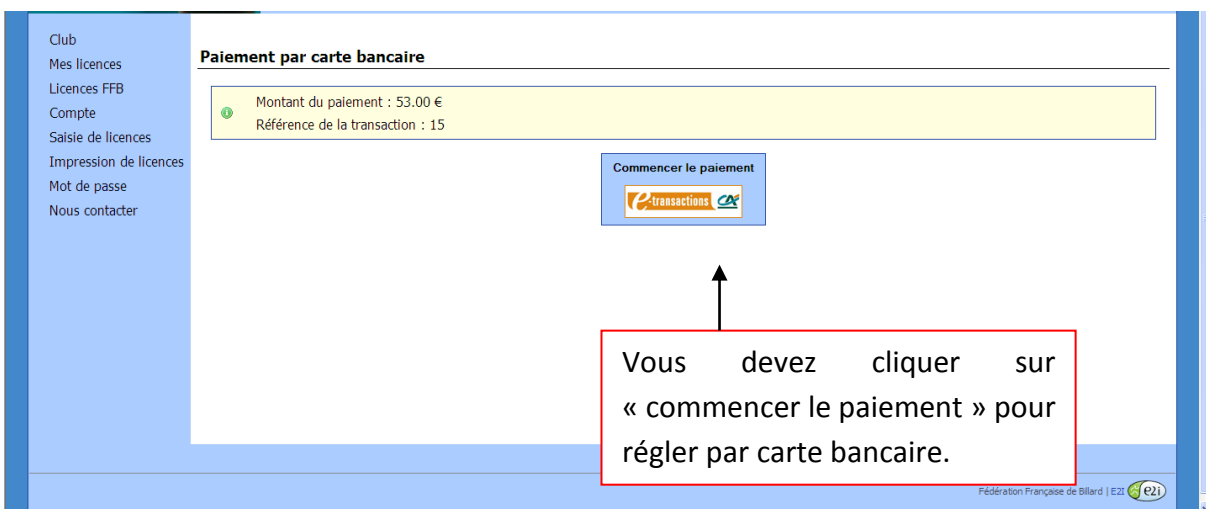 Club
Mes licences
Licences FFB
Compte
Saisie de licences
Impression de licences
Mot de passe
Nous contacter
Paiement par carte bancaire
Montant du paiement : 53.00 €
Référence de la transaction : 15
Commencer le paiement
e-transactions CA
Vous devez cliquer sur
« commencer le paiement » pour
régler par carte bancaire.
Fédération Française de Billard | E2I e2i